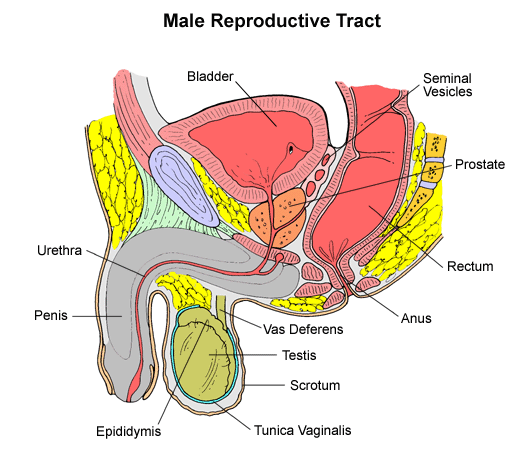 Male Reproductive Tract
Bladder
Seminal
Vesicles
Prostate
Urethra
Rectum
Penis
Anus
Vas Deferens
Testis
Scrotum
Epididymis
Tunica Vaginalis